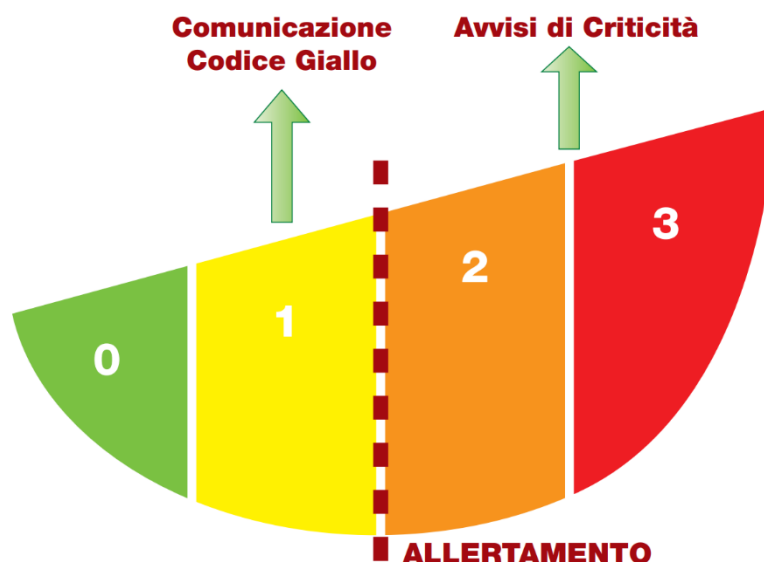 Comunicazione
Codice Giallo
Avvisi di Criticità
0
1
2
3
ALLERTAMENTO